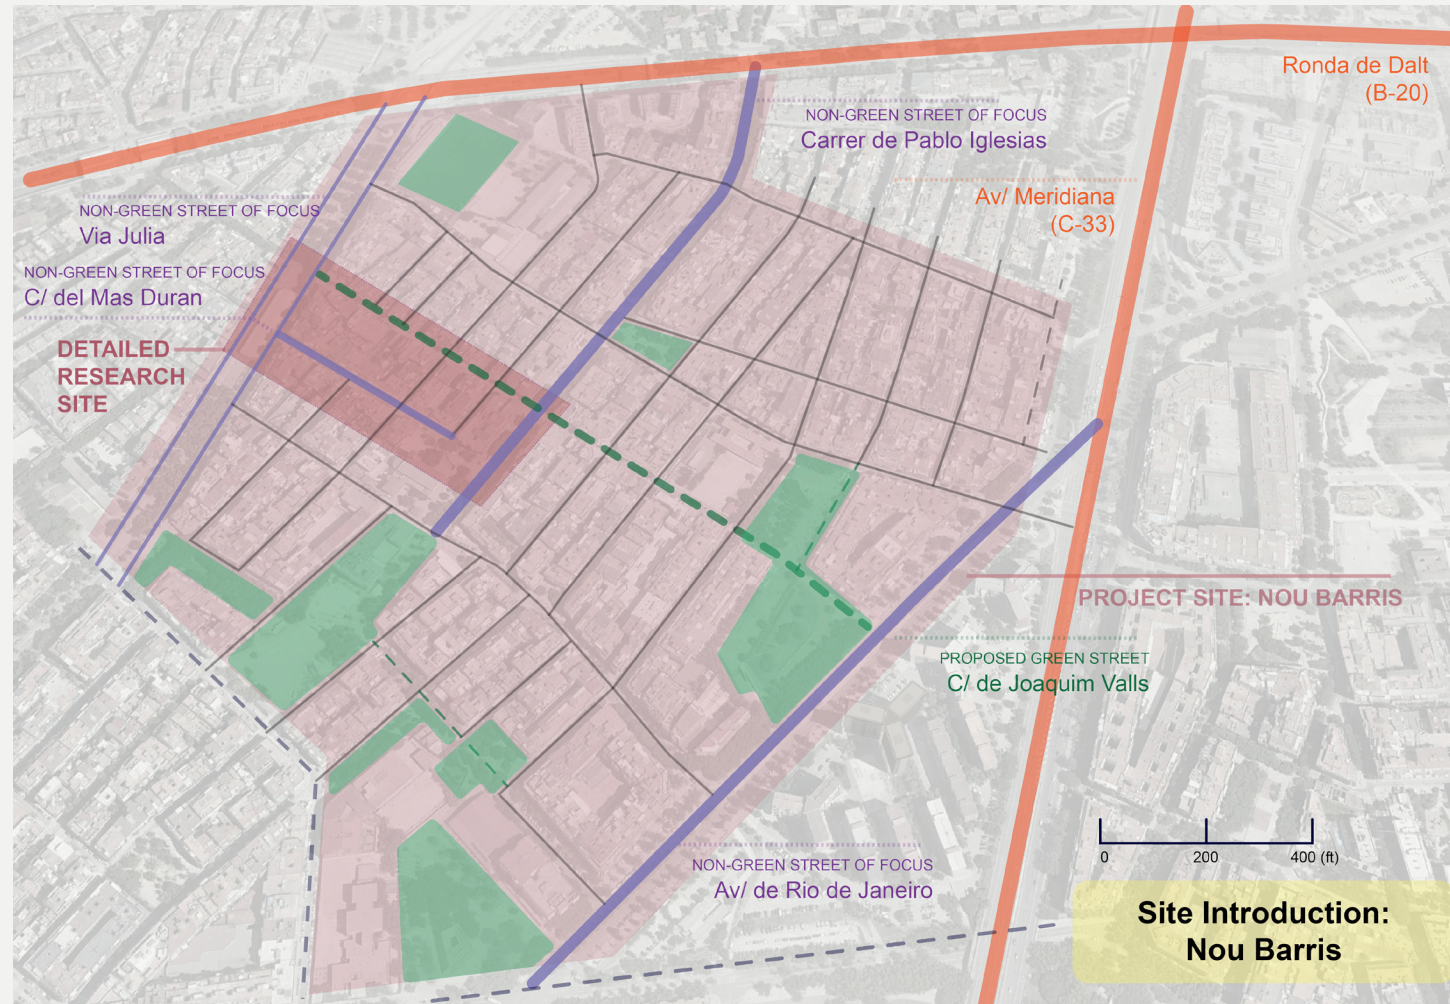 Ronda de Dalt
(B-20)
NON-GREEN STREET OF FOCUS
Carrer de Pablo Iglesias
Av/ Meridiana
(C-33)
NON-GREEN STREET OF FOCUS
Via Julia
NON-GREEN STREET OF FOCUS
C/ del Mas Duran
DETAILED
RESEARCH
SITE
PROJECT SITE: NOU BARRIS
PROPOSED GREEN STREET
C/ de Joaquim Valls
NON-GREEN STREET OF FOCUS
Av/ de Rio de Janeiro
0 200 400 (ft)
Site Introduction:
Nou Barris